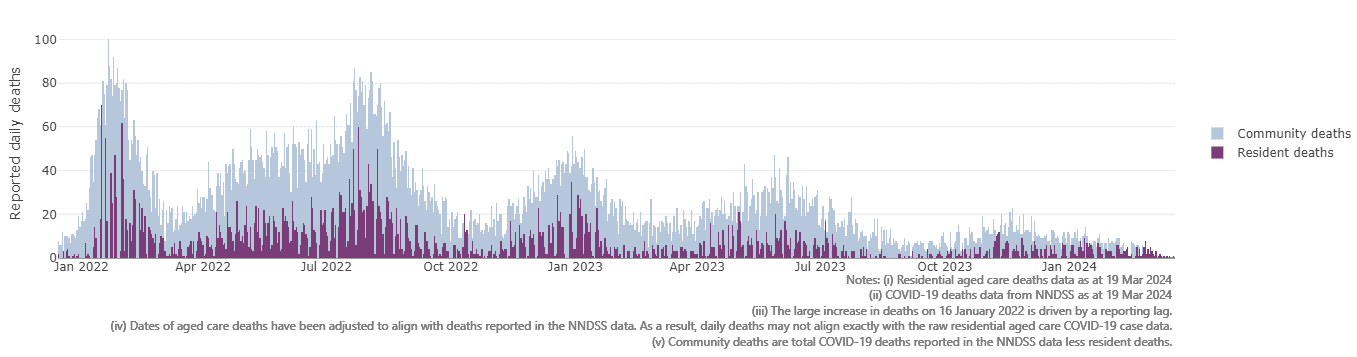 100
80
60
40
20
0
Reported daily deaths
Jan 2022 Apr 2022 Jul 2022 Oct 2022 Jan 2023 Apr 2023 Jul 2023 Oct 2023 Jan 2024
Community deaths
Resident deaths
Notes: (i) Residential aged care deaths data as at 19 Mar 2024
(ii) COVID-19 deaths data from NNDSS as at 19 Mar 2024
(iii) The large increase in deaths on 16 January 2022 is driven by a reporting lag.
(iv) Dates of aged care deaths have been adjusted to align with deaths reported in the NNDSS data. As a result, daily deaths may not align exactly with the raw residential aged care COVID-19 case data.
(v) Community deaths are total COVID-19 deaths reported in the NNDSS data less resident deaths.